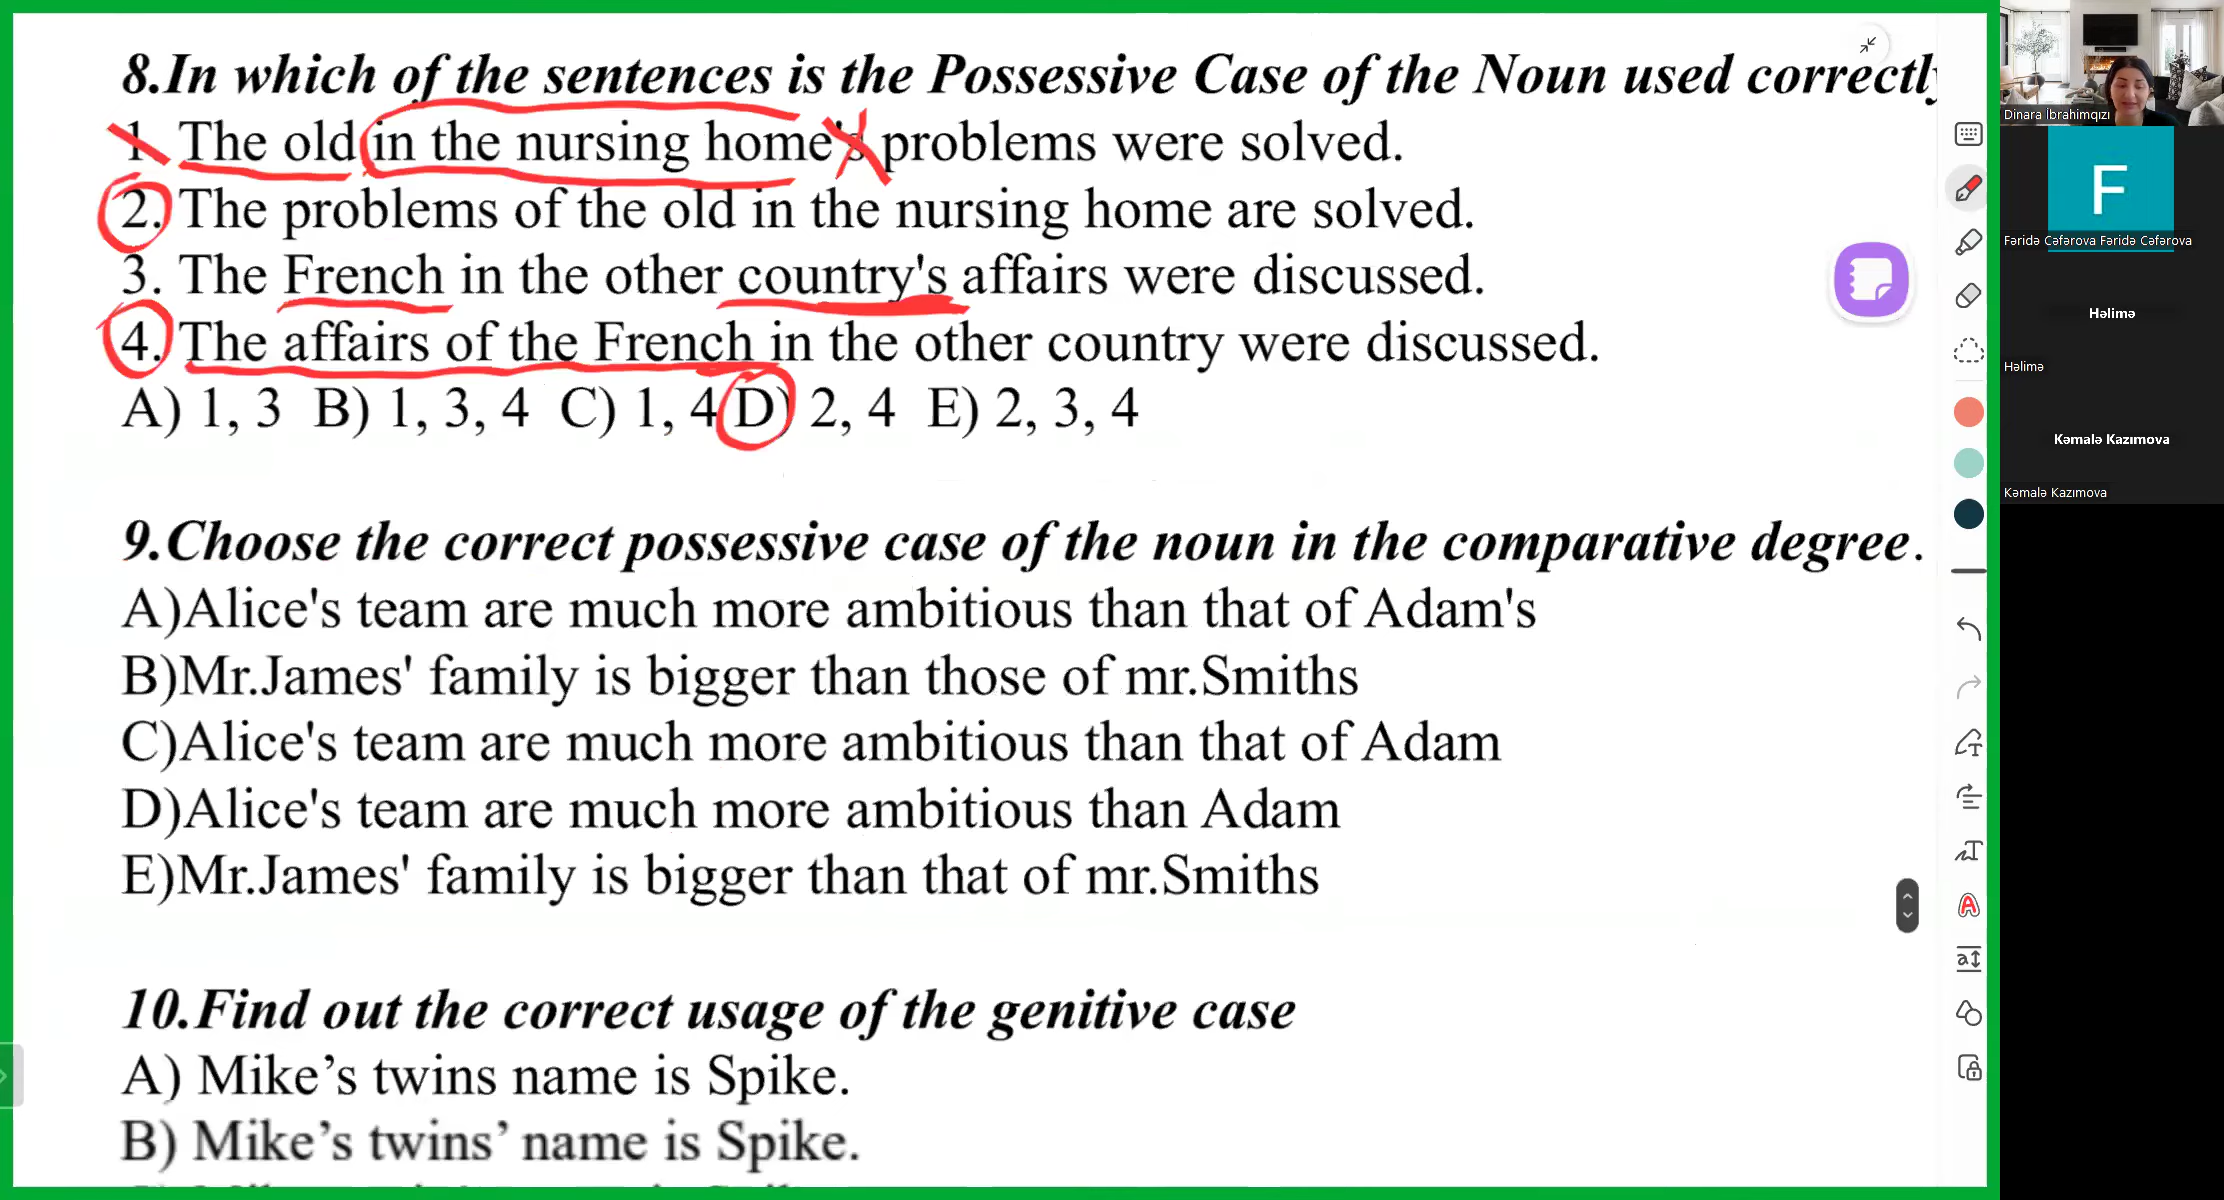 8.In which of the sentences is the Possessive Case of the Noun used correctly
1. The old in the nursing home's problems were solved.
2. The problems of the old in the nursing home are solved.
3. The French in the other country's affairs were discussed.
4. The affairs of the French in the other country were discussed.
A) 1, 3 B) 1, 3, 4 C) 1, 4 D) 2, 4 E) 2, 3, 4
9.Choose the correct possessive case of the noun in the comparative degree.
A)Alice's team are much more ambitious than that of Adam's
B)Mr.James' family is bigger than those of mr.Smiths
C)Alice's team are much more ambitious than that of Adam
D)Alice's team are much more ambitious than Adam
E)Mr.James' family is bigger than that of mr.Smiths
10.Find out the correct usage of the genitive case
A) Mike’s twins name is Spike.
B) Mike’s twins’ name is Spike.
Dinara İbrahimqızı
F
Fəridə Cəfərova Fəridə Cəfərova
Həlimə
Həlimə
Kəmalə Kazımova
Kəmalə Kazımova